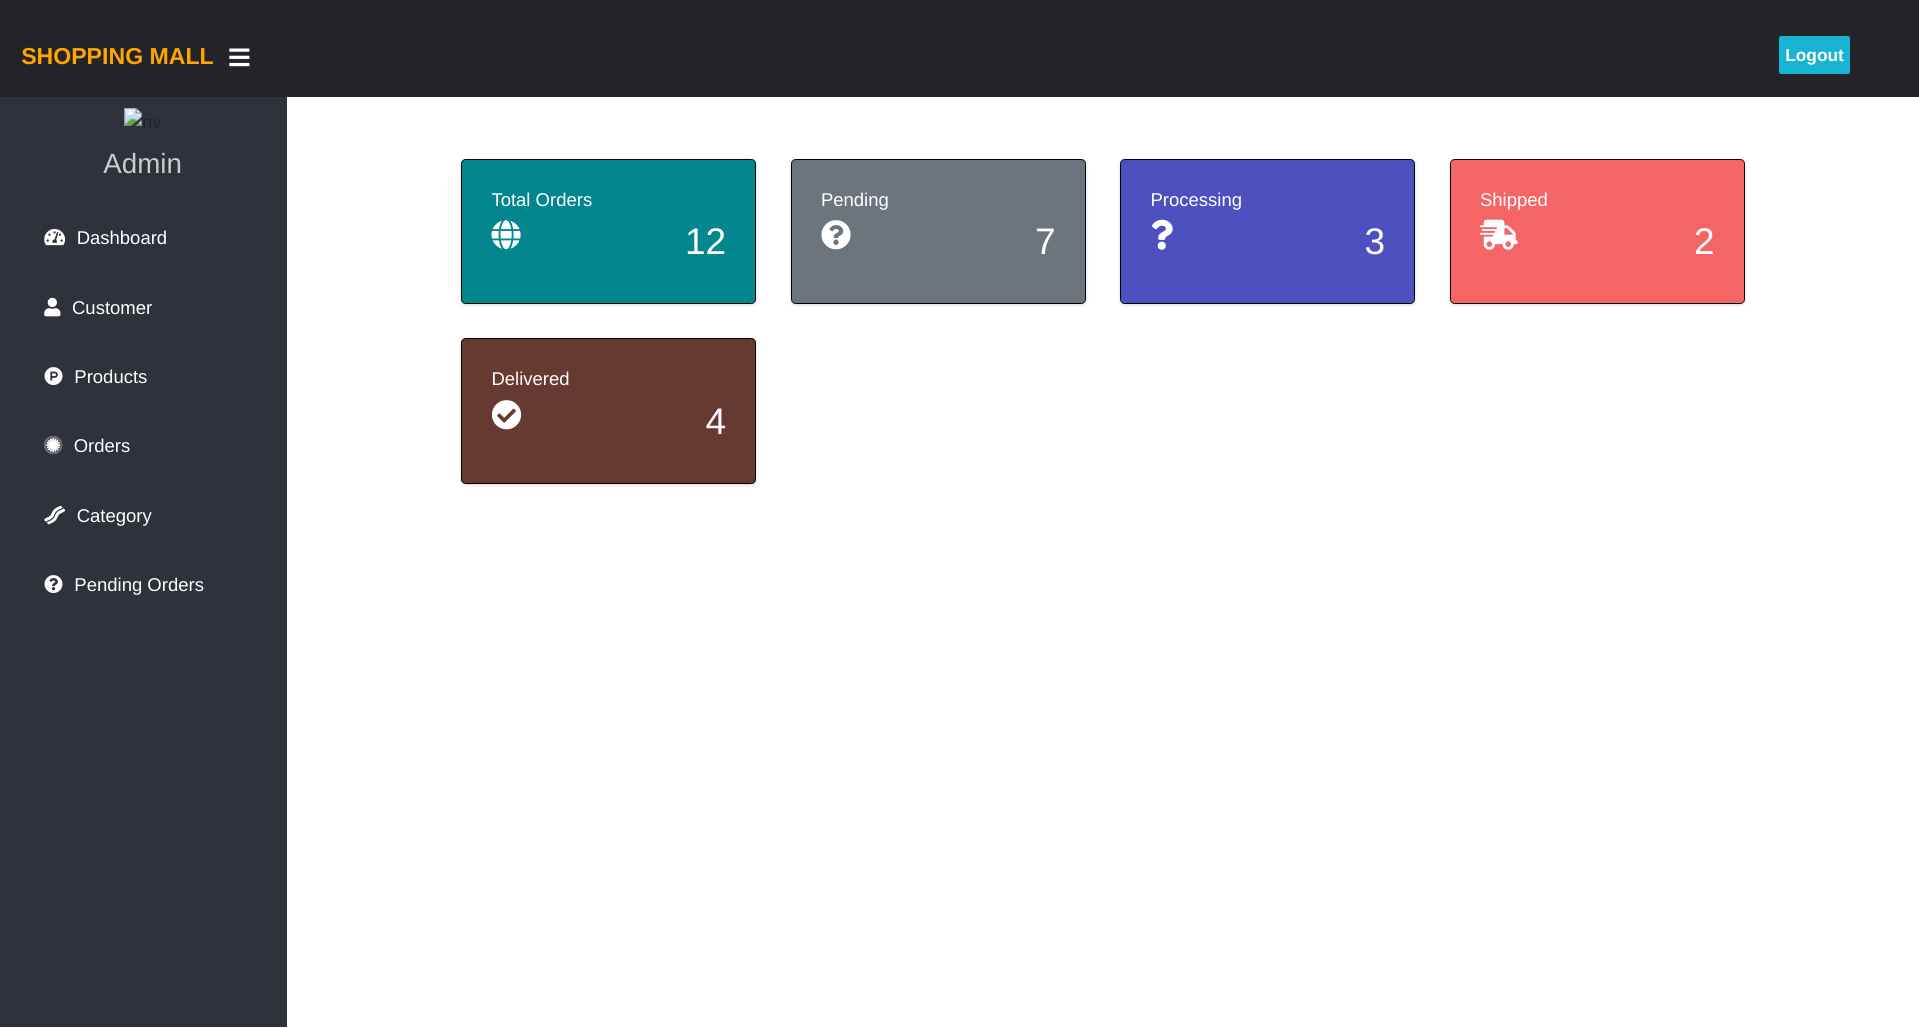 SHOPPING MALL
Logout
nv
Admin
Dashboard
Customer
Products
Orders
Category
Pending Orders
Total Orders
12
Pending
7
Processing
3
Shipped
2
Delivered
4